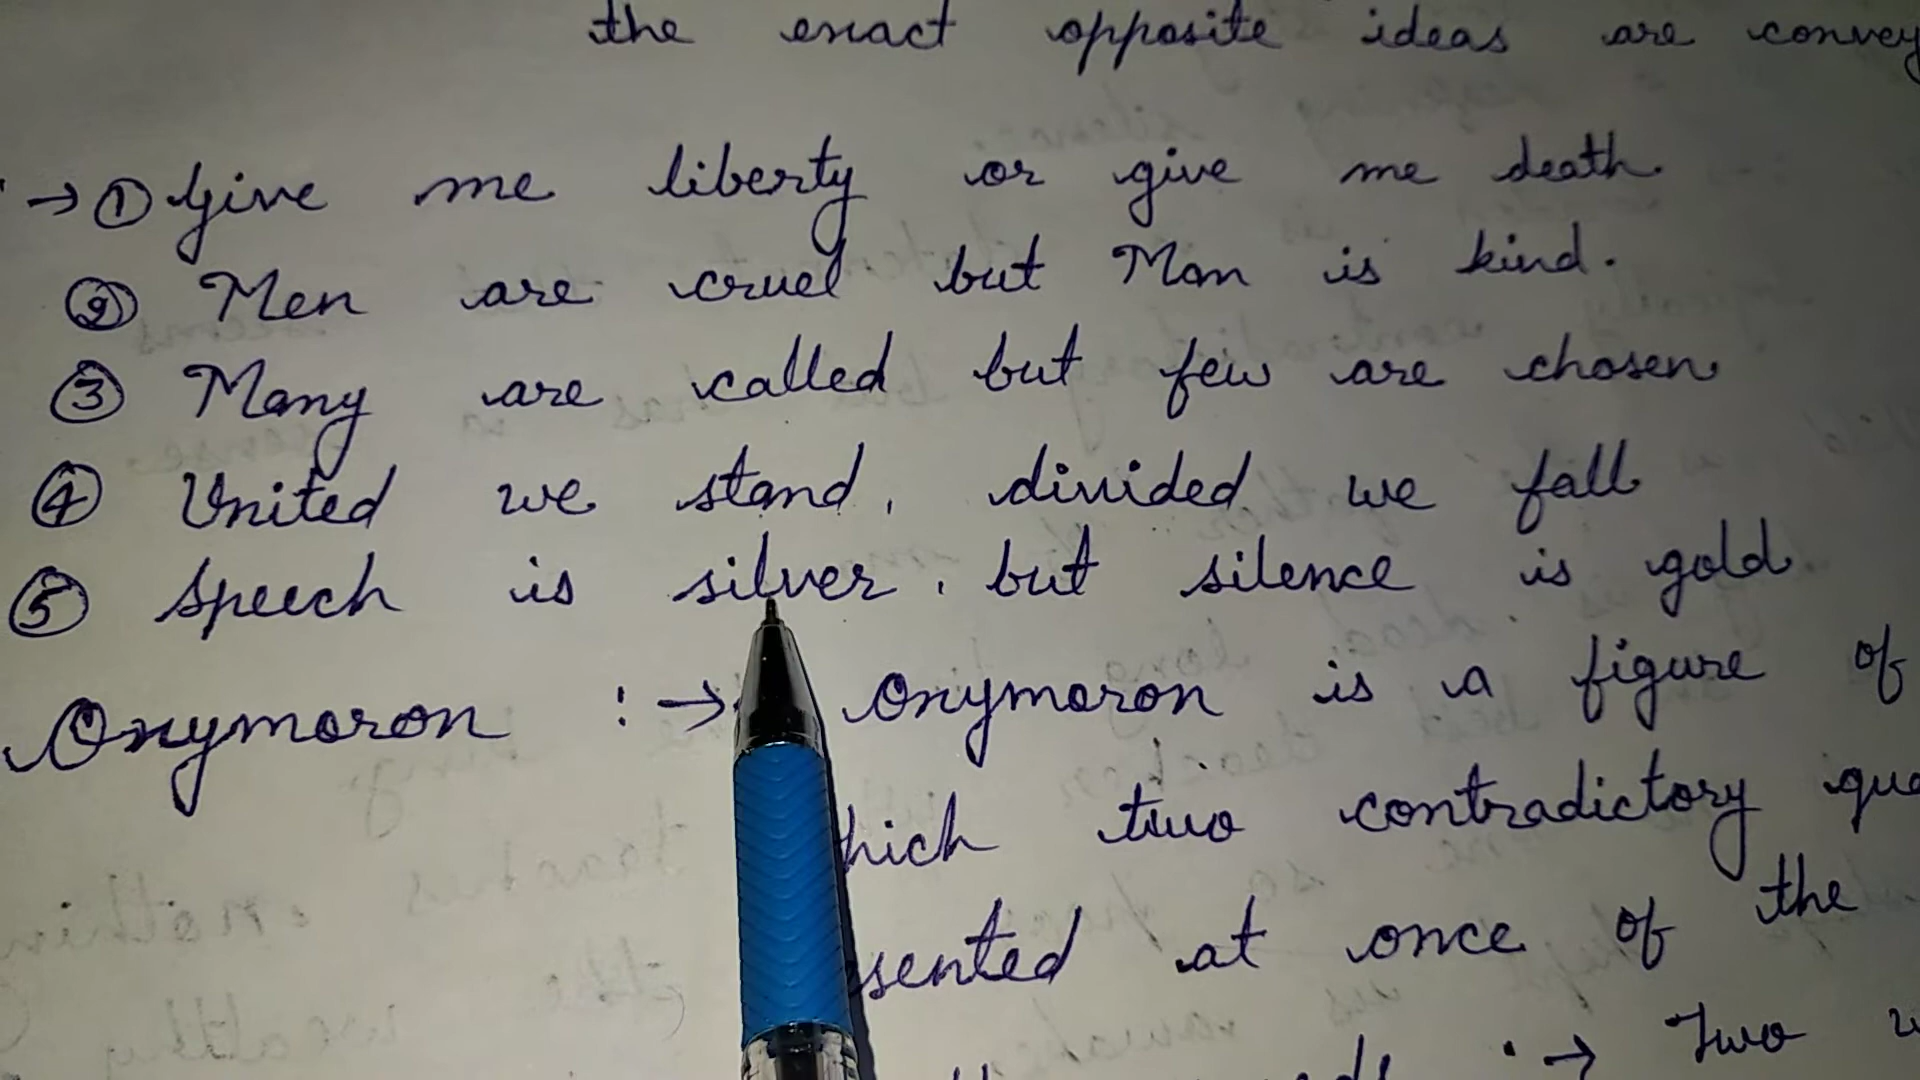 the exact opposite ideas are convey
→ ① Give me liberty or give me death.
② Men are cruel but Man is kind.
③ Many are called but few are chosen
④ United we stand, divided we fall
⑤ Speech is silver, but silence is gold.
Oxymoron :→ Oxymoron is a figure of
hich two contradictory qua
sented at once of the
:→ Two